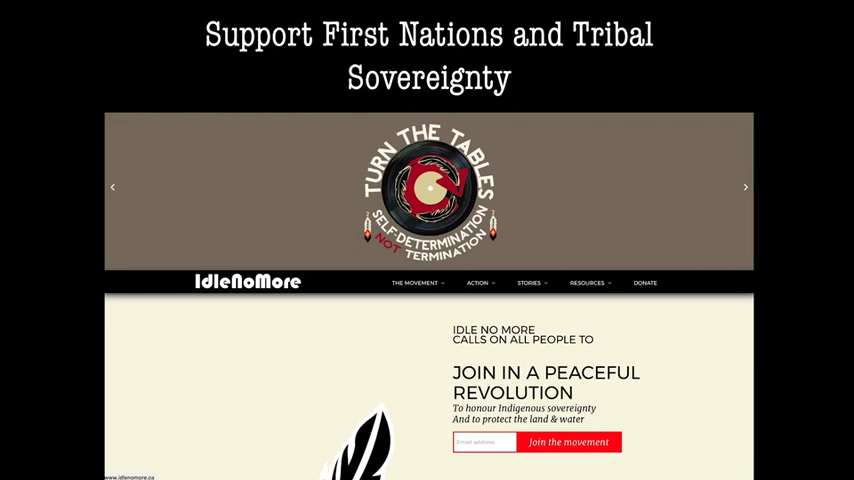 Support First Nations and Tribal
Sovereignty
TURN THE TABLES
SELF-DETERMINATION
NOT TERMINATION
IdleNoMore
THE MOVEMENT
ACTION
STORIES
RESOURCES
DONATE
IDLE NO MORE
CALLS ON ALL PEOPLE TO
JOIN IN A PEACEFUL
REVOLUTION
To honour Indigenous sovereignty
And to protect the land & water
Email address
Join the movement
www.idlenomore.ca